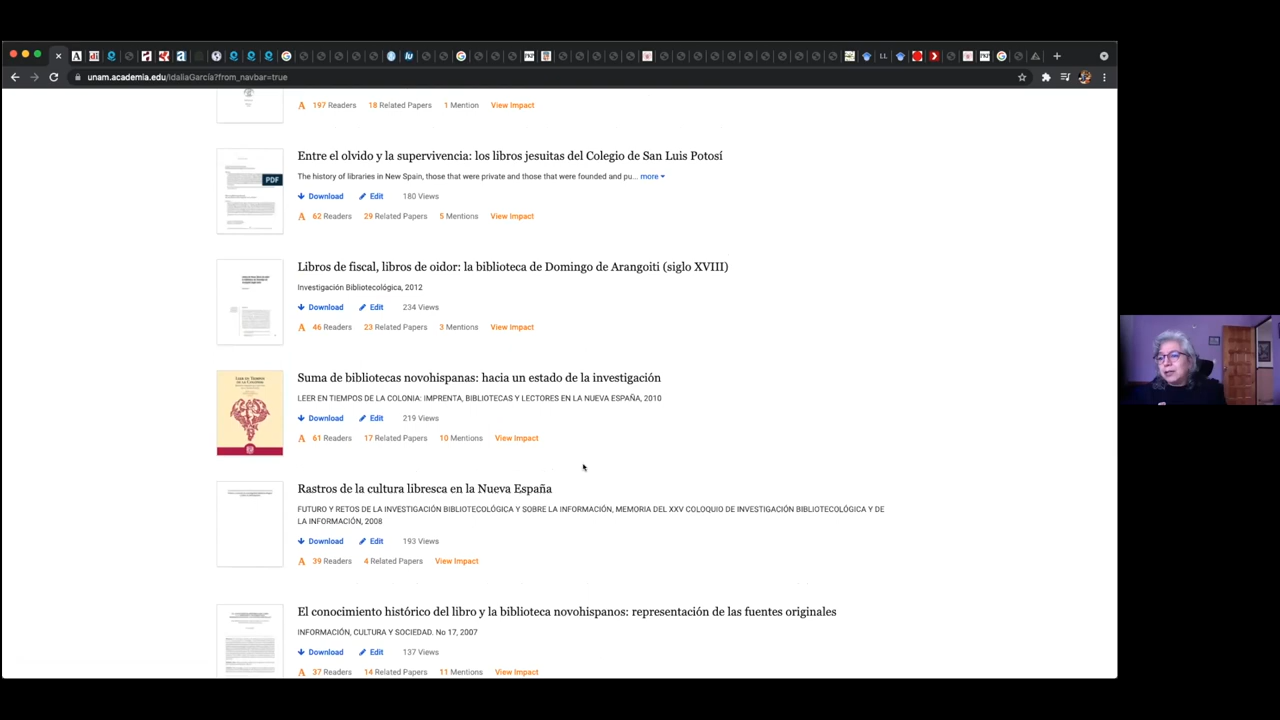 unam.academia.edu/IdaliaGarcía?from_navbar=true
197 Readers 18 Related Papers 1 Mention View Impact
Entre el olvido y la supervivencia: los libros jesuitas del Colegio de San Luis Potosí
The history of libraries in New Spain, those that were private and those that were founded and pu... more
PDF
Download Edit 180 Views
62 Readers 29 Related Papers 5 Mentions View Impact
Libros de fiscal, libros de oidor: la biblioteca de Domingo de Arangoiti (siglo XVIII)
Investigación Bibliotecológica, 2012
Download Edit 234 Views
46 Readers 23 Related Papers 3 Mentions View Impact
Suma de bibliotecas novohispanas: hacia un estado de la investigación
LEER EN TIEMPOS DE LA COLONIA: IMPRENTA, BIBLIOTECAS Y LECTORES EN LA NUEVA ESPAÑA, 2010
Download Edit 219 Views
61 Readers 17 Related Papers 10 Mentions View Impact
Rastros de la cultura libresca en la Nueva España
FUTURO Y RETOS DE LA INVESTIGACIÓN BIBLIOTECOLÓGICA Y SOBRE LA INFORMACIÓN, MEMORIA DEL XXV COLOQUIO DE INVESTIGACIÓN BIBLIOTECOLÓGICA Y DE
LA INFORMACIÓN, 2008
Download Edit 193 Views
39 Readers 4 Related Papers View Impact
El conocimiento histórico del libro y la biblioteca novohispanos: representación de las fuentes originales
INFORMACIÓN, CULTURA Y SOCIEDAD. No 17, 2007
Download Edit 137 Views
37 Readers 14 Related Papers 11 Mentions View Impact